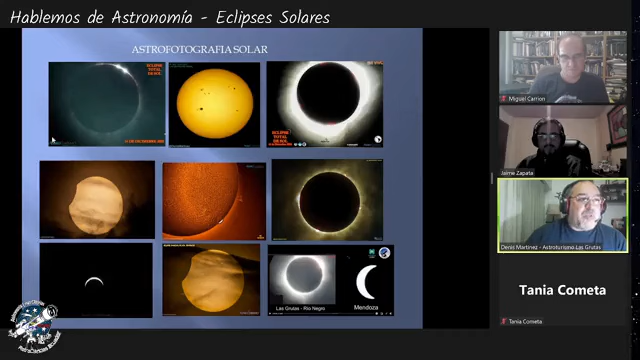 Hablemos de Astronomía - Eclipses Solares
ASTROFOTOGRAFIA SOLAR
ECLIPSE
TOTAL
DE SOL
ECLIPSE
TOTAL
DE SOL
Las Grutas - Río Negro
Mendoza
Miguel Carrion
Jaime Zapata
Denis Martinez - Astroturismo Las Grutas
Tania Cometa
Tania Cometa